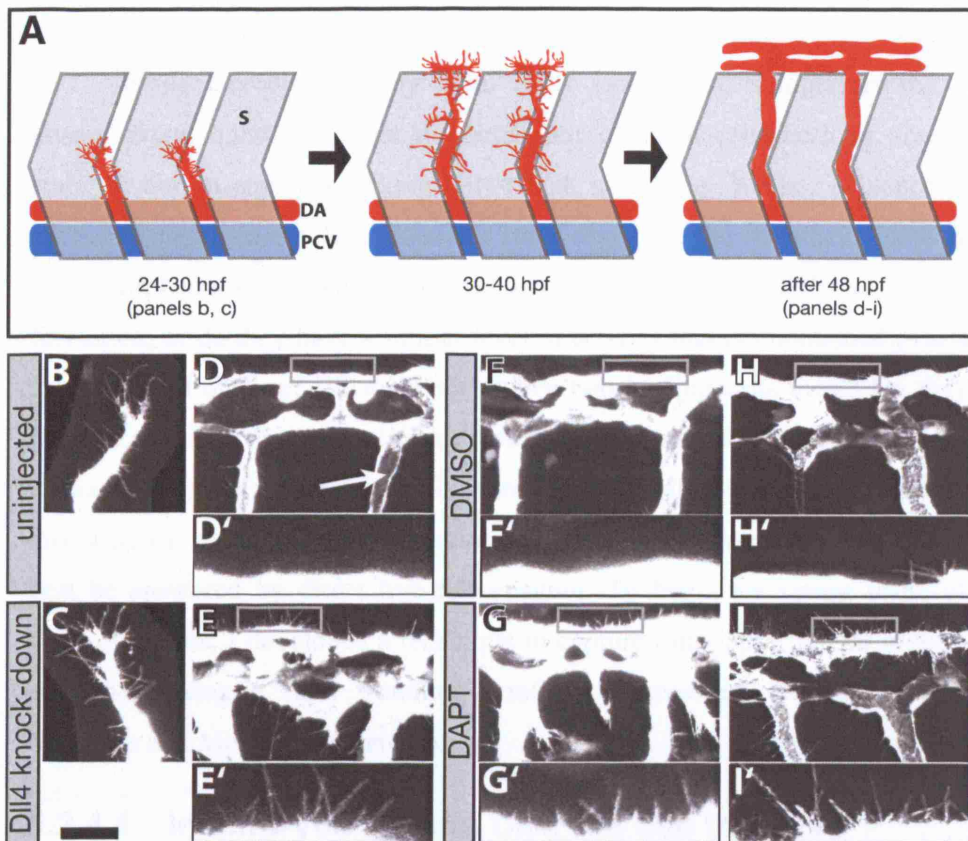 A
S
DA
PCV
24-30 hpf
(panels b, c)
30-40 hpf
after 48 hpf
(panels d-i)
uninjected
B
D
D'
DMSO
F
F'
H
H'
Dll4 knock-down
C
E
E'
DAPT
G
G'
I
I'